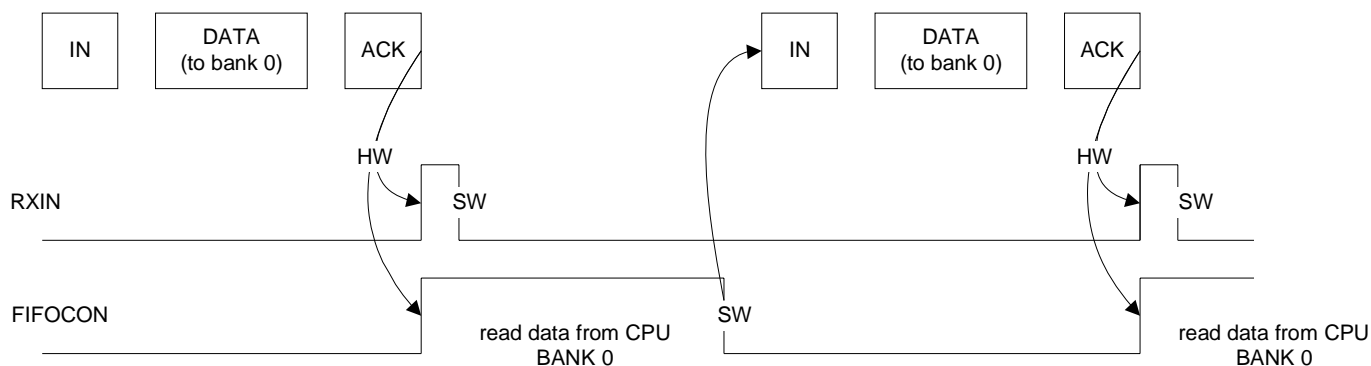 IN
DATA
(to bank 0)
ACK
IN
DATA
(to bank 0)
ACK
HW
HW
RXIN
SW
SW
FIFOCON
SW
read data from CPU
BANK 0
read data from CPU
BANK 0